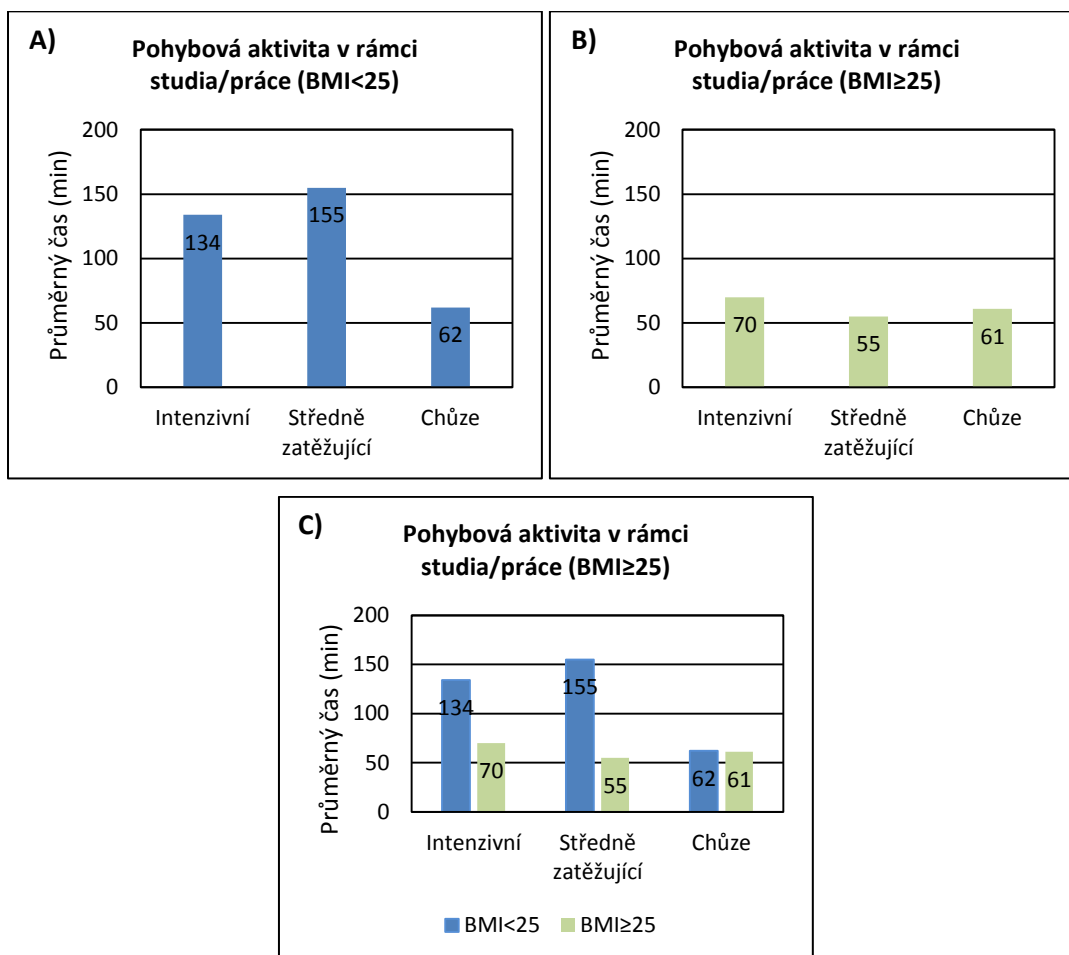 A)
Pohybová aktivita v rámci
studia/práce (BMI<25)
Průměrný čas (min)
200
150
100
50
0
134
155
62
Intenzivní
Středně
zatěžující
Chůze
B)
Pohybová aktivita v rámci
studia/práce (BMI≥25)
Průměrný čas (min)
200
150
100
50
0
70
55
61
Intenzivní
Středně
zatěžující
Chůze
C)
Pohybová aktivita v rámci
studia/práce (BMI≥25)
Průměrný čas (min)
200
150
100
50
0
134
70
155
55
62
61
Intenzivní
Středně
zatěžující
Chůze
BMI<25
BMI≥25